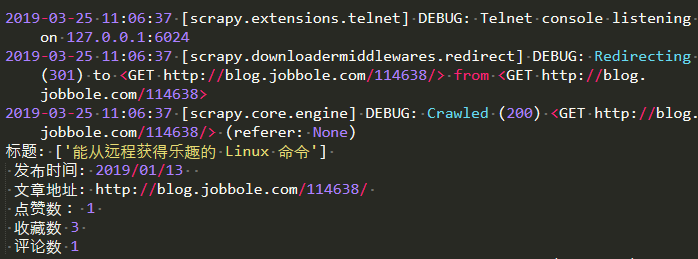 2019-03-25 11:06:37 [scrapy.extensions.telnet] DEBUG: Telnet console listening
on 127.0.0.1:6024
2019-03-25 11:06:37 [scrapy.downloadermiddlewares.redirect] DEBUG: Redirecting
(301) to <GET http://blog.jobbole.com/114638/> from <GET http://blog.
jobbole.com/114638>
2019-03-25 11:06:37 [scrapy.core.engine] DEBUG: Crawled (200) <GET http://blog.
jobbole.com/114638/> (referer: None)
标题: ['能从远程获得乐趣的 Linux 命令']
发布时间: 2019/01/13
文章地址: http://blog.jobbole.com/114638/
点赞数: 1
收藏数 3
评论数 1